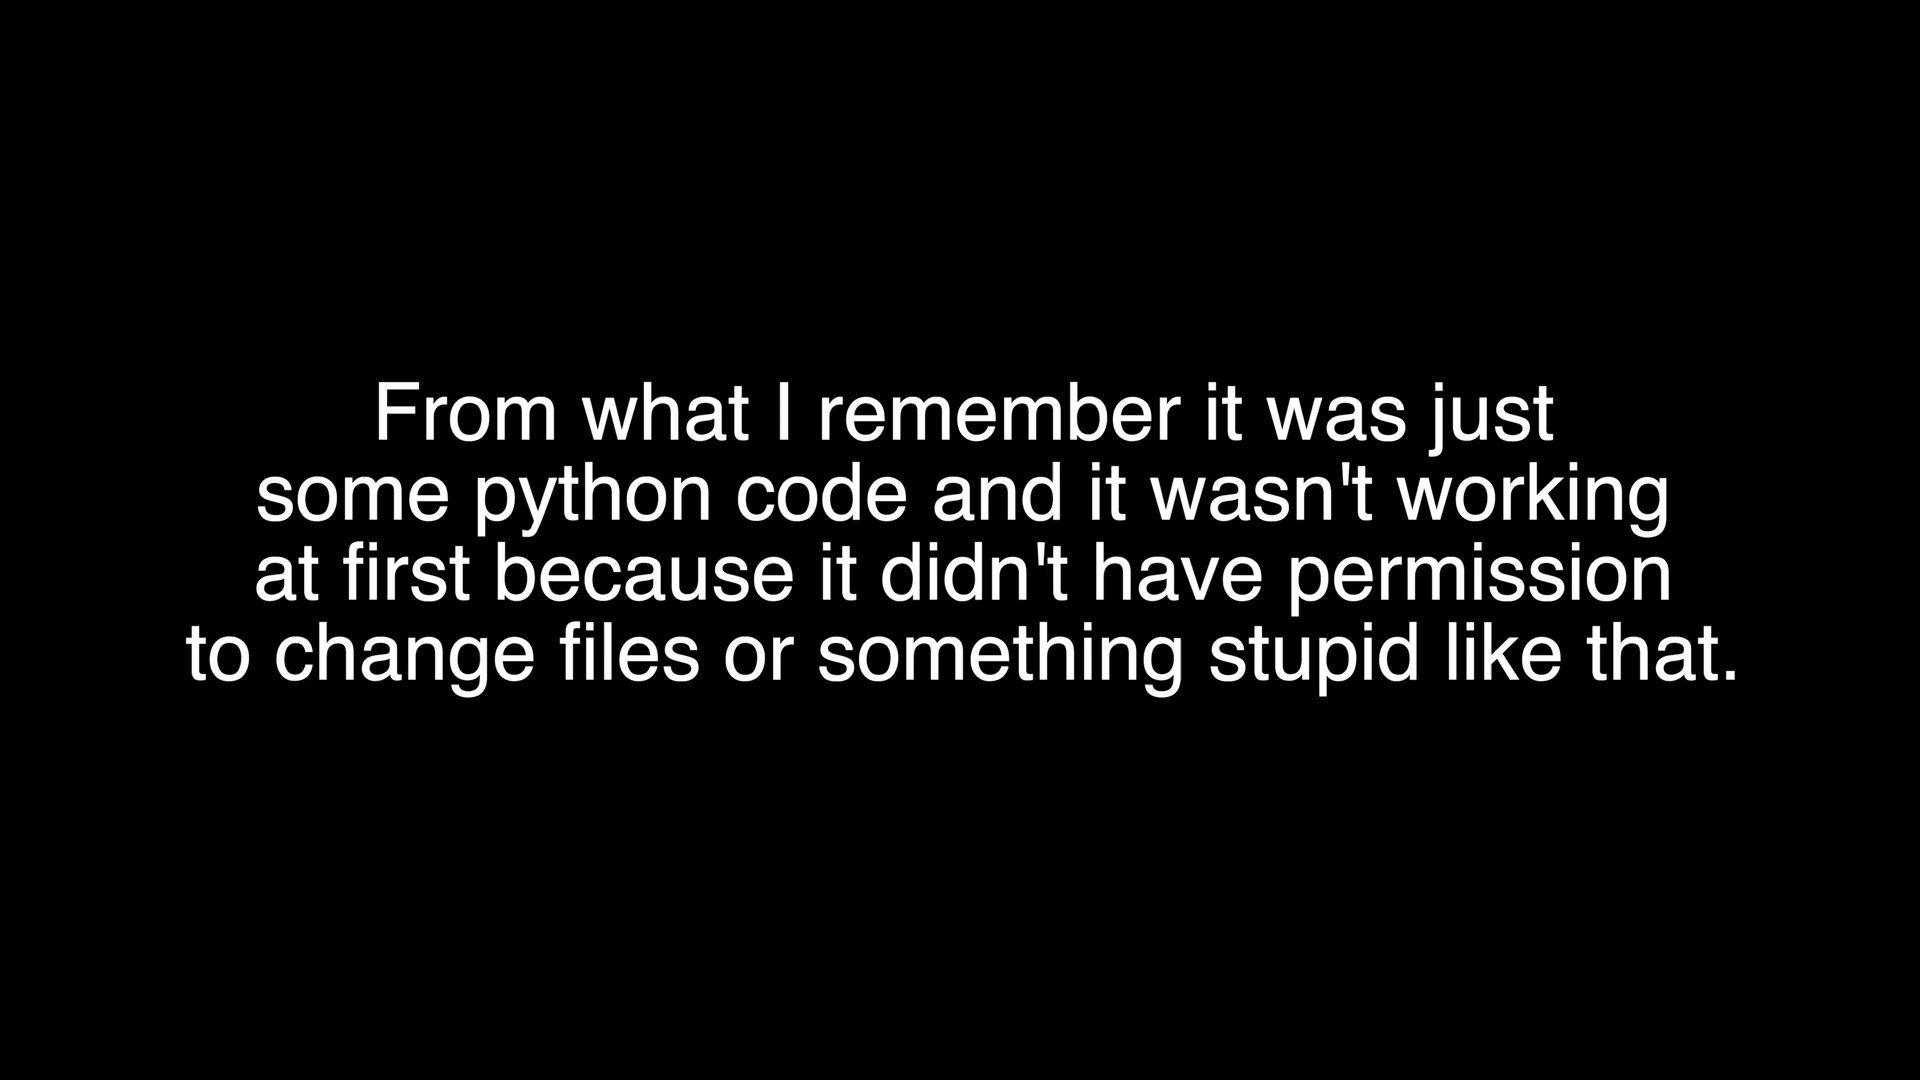 From what I remember it was just
some python code and it wasn't working
at first because it didn't have permission
to change files or something stupid like that.